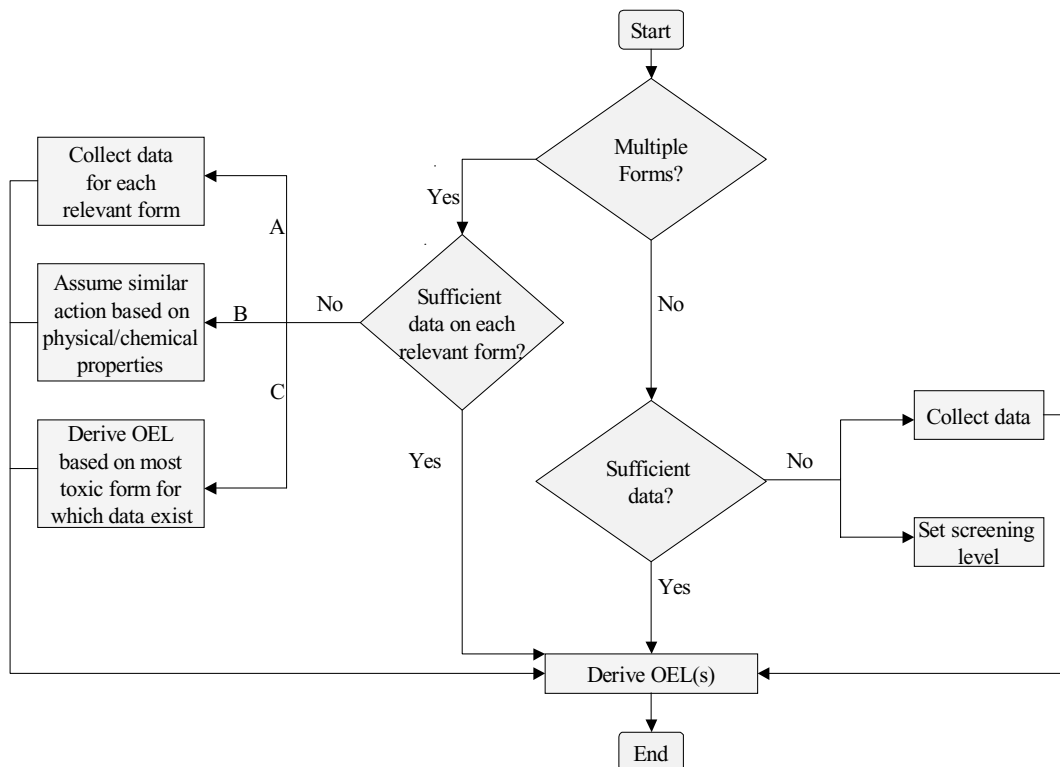 Start
Multiple
Forms?
Yes
No
Collect data
for each
relevant form
A
Assume similar
action based on
physical/chemical
properties
B
No
Sufficient
data on each
relevant form?
C
Derive OEL
based on most
toxic form for
which data exist
Yes
Sufficient
data?
No
Collect data
Set screening
level
Yes
Derive OEL(s)
End